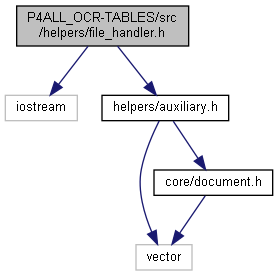 P4ALL_OCR-TABLES/src
/helpers/file_handler.h
iostream
helpers/auxiliary.h
core/document.h
vector